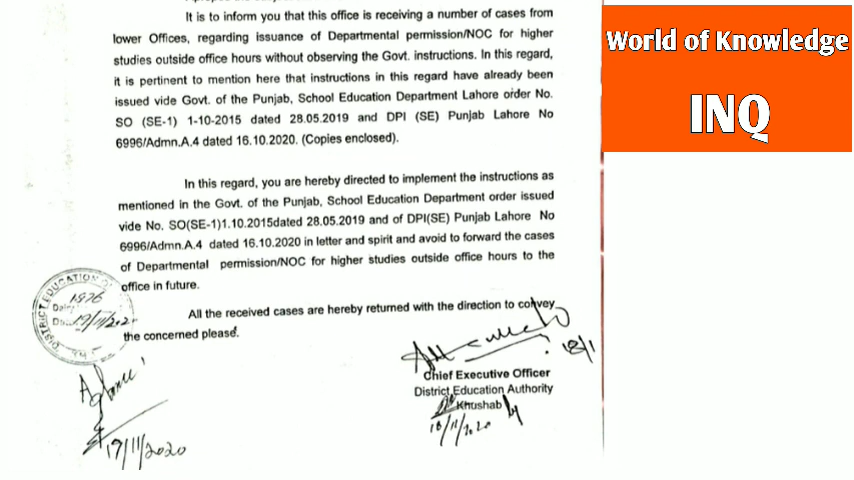 It is to inform you that this office is receiving a number of cases from
lower Offices, regarding issuance of Departmental permission/NOC for higher
studies outside office hours without observing the Govt. instructions. In this regard,
it is pertinent to mention here that instructions in this regard have already been
issued vide Govt. of the Punjab, School Education Department Lahore order No.
SO (SE-1) 1-10-2015 dated 28.05.2019 and DPI (SE) Punjab Lahore No
6996/Admn.A.4 dated 16.10.2020. (Copies enclosed).
In this regard, you are hereby directed to implement the instructions as
mentioned in the Govt. of the Punjab, School Education Department order issued
vide No. SO(SE-1)1.10.2015dated 28.05.2019 and of DPI(SE) Punjab Lahore No
6996/Admn.A.4 dated 16.10.2020 in letter and spirit and avoid to forward the cases
of Departmental permission/NOC for higher studies outside office hours to the
office in future.
All the received cases are hereby returned with the direction to convey
the concerned please.
Chief Executive Officer
District Education Authority
Khushab
18/11/2020
DISTRICT EDUCATION
1976
19/11/202
19/11/2020
World of Knowledge
INQ